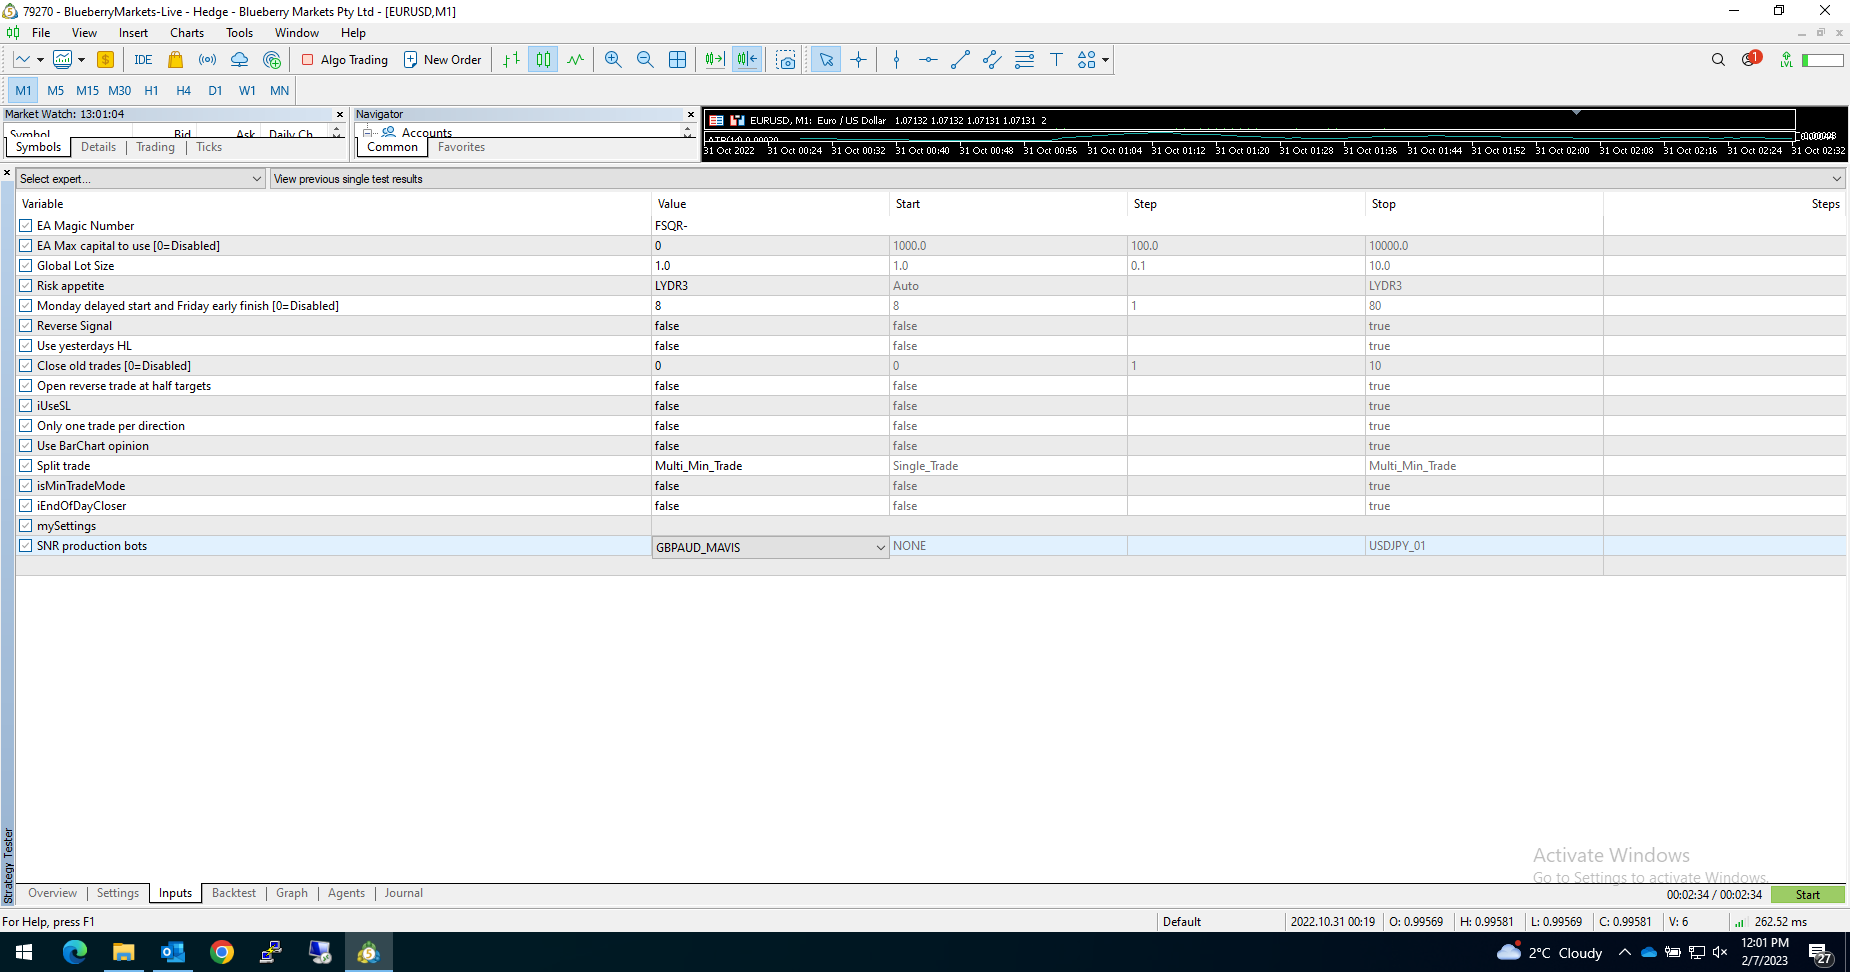 79270 - BlueberryMarkets-Live - Hedge - Blueberry Markets Pty Ltd - [EURUSD,M1]
File View Insert Charts Tools Window Help
IDE Algo Trading New Order 1 LVL
M1 M5 M15 M30 H1 H4 D1 W1 MN
Market Watch: 13:01:04
Symbol Bid Ask Daily Ch...
Symbols Details Trading Ticks
Navigator
Accounts
Common Favorites
EURUSD, M1: Euro / US Dollar 1.07132 1.07132 1.07131 1.07131 2
ATR(14) 0.00020
31 Oct 2022 31 Oct 00:24 31 Oct 00:32 31 Oct 00:40 31 Oct 00:48 31 Oct 00:56 31 Oct 01:04 31 Oct 01:12 31 Oct 01:20 31 Oct 01:28 31 Oct 01:36 31 Oct 01:44 31 Oct 01:52 31 Oct 02:00 31 Oct 02:08 31 Oct 02:16 31 Oct 02:24 31 Oct 02:32
Select expert... View previous single test results
Variable Value Start Step Stop Steps
EA Magic Number FSQR-
EA Max capital to use [0=Disabled] 0 1000.0 100.0 10000.0
Global Lot Size 1.0 1.0 0.1 10.0
Risk appetite LYDR3 Auto LYDR3
Monday delayed start and Friday early finish [0=Disabled] 8 8 1 80
Reverse Signal false false true
Use yesterdays HL false false true
Close old trades [0=Disabled] 0 0 1 10
Open reverse trade at half targets false false true
iUseSL false false true
Only one trade per direction false false true
Use BarChart opinion false false true
Split trade Multi_Min_Trade Single_Trade Multi_Min_Trade
isMinTradeMode false false true
iEndOfDayCloser false false true
mySettings
SNR production bots GBPAUD_MAVIS NONE USDJPY_01
Strategy Tester
Activate Windows
Go to Settings to activate Windows.
Overview Settings Inputs Backtest Graph Agents Journal 00:02:34 / 00:02:34 Start
For Help, press F1 Default 2022.10.31 00:19 O: 0.99569 H: 0.99581 L: 0.99569 C: 0.99581 V: 6 262.52 ms
2°C Cloudy 12:01 PM
2/7/2023
27